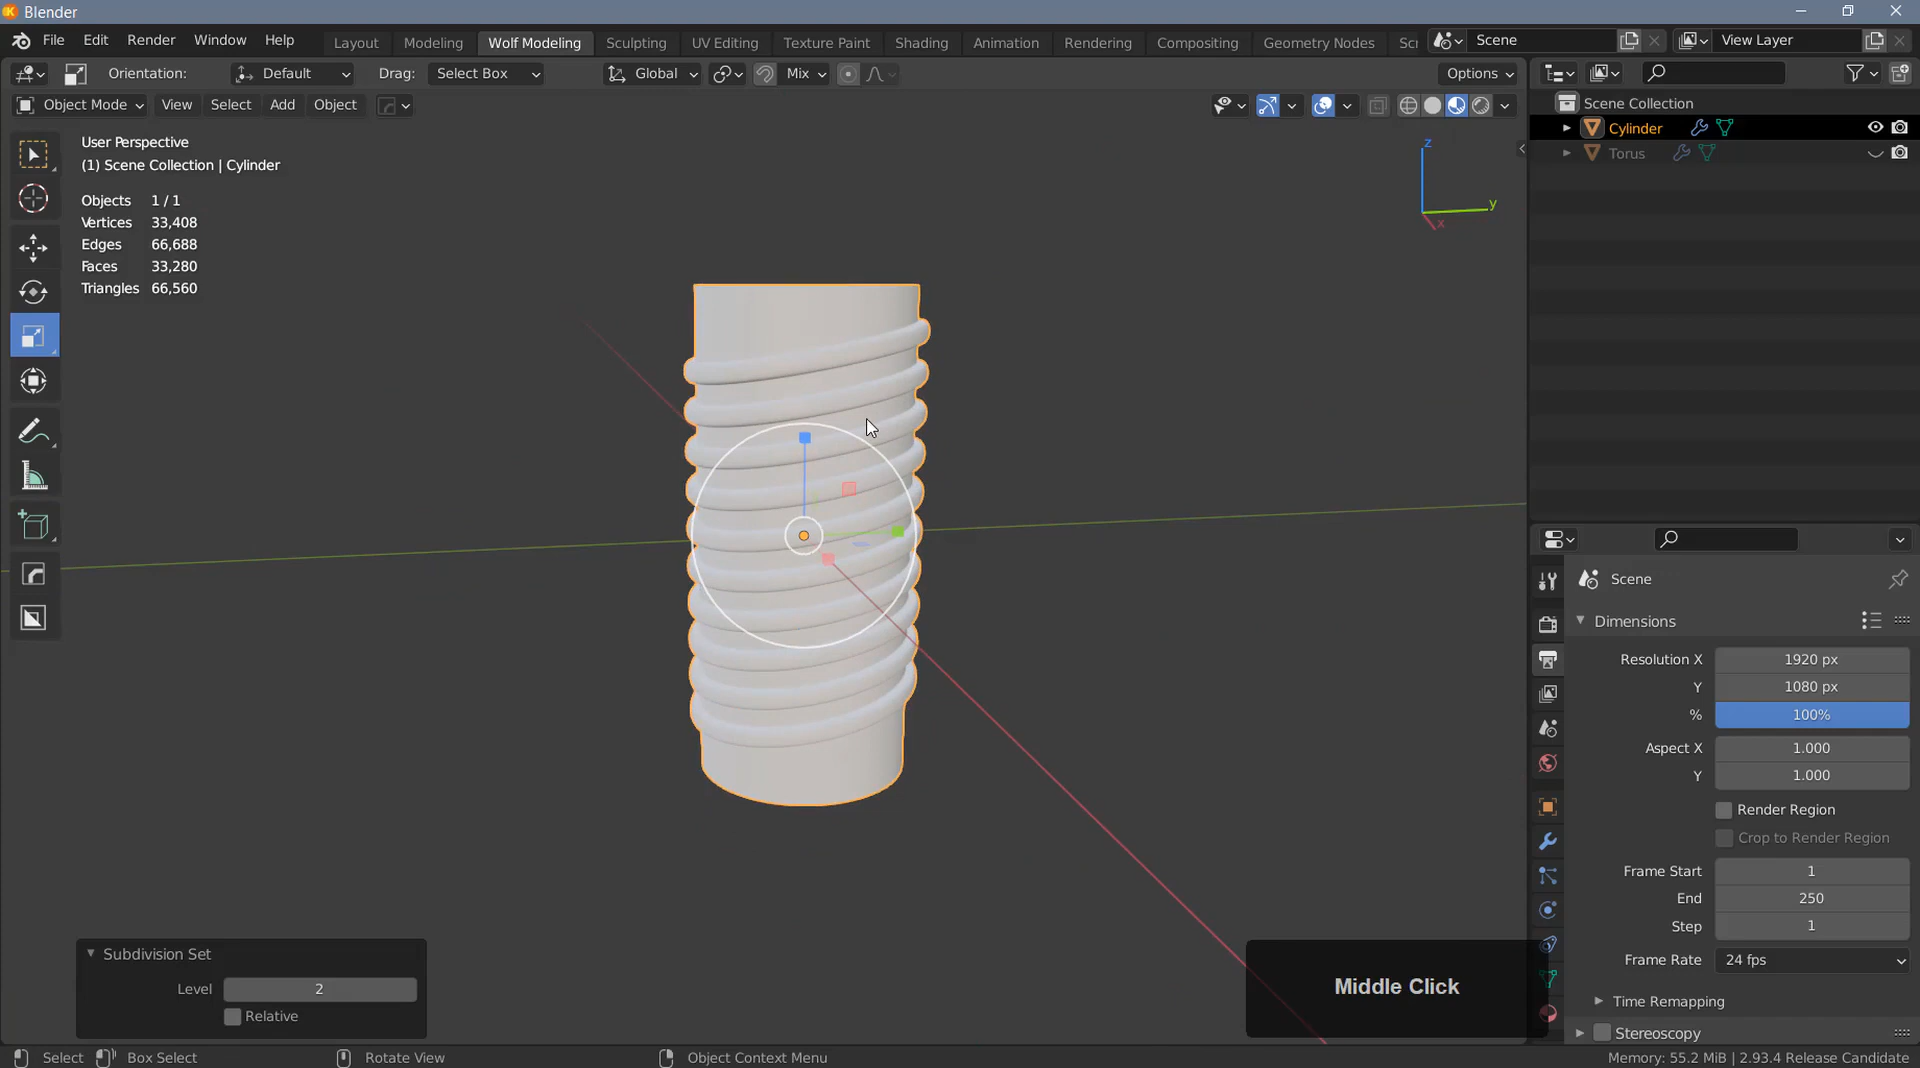 Blender
File Edit Render Window Help Layout Modeling Wolf Modeling Sculpting UV Editing Texture Paint Shading Animation Rendering Compositing Geometry Nodes Sc Scene View Layer
Orientation: Default Drag: Select Box Global Mix Options
Object Mode View Select Add Object
Scene Collection
Cylinder
Torus
User Perspective
(1) Scene Collection | Cylinder
Objects 1 / 1
Vertices 33,408
Edges 66,688
Faces 33,280
Triangles 66,560
z
y
x
Scene
Dimensions
Resolution X 1920 px
Y 1080 px
% 100%
Aspect X 1.000
Y 1.000
Render Region
Crop to Render Region
Frame Start 1
End 250
Step 1
Frame Rate 24 fps
Time Remapping
Stereoscopy
Subdivision Set
Level 2
Relative
Middle Click
Select Box Select Rotate View Object Context Menu Memory: 55.2 MiB | 2.93.4 Release Candidate